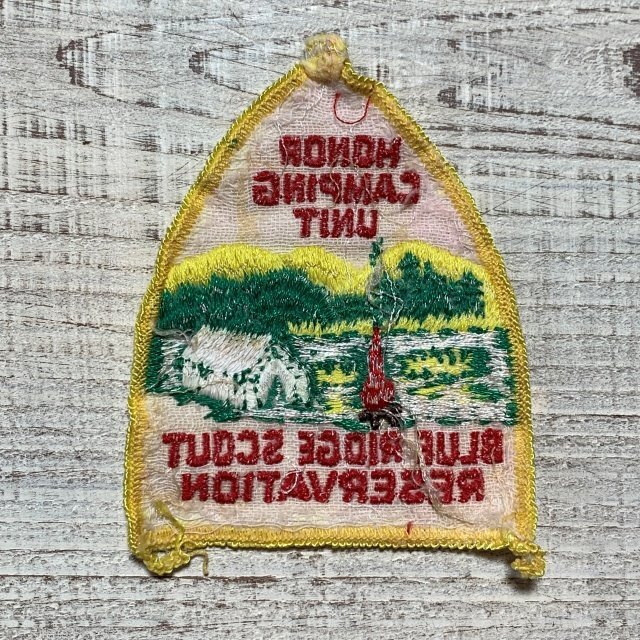 HONOR
CAMPING
UNIT
BLUE RIDGE SCOUT
RESERVATION